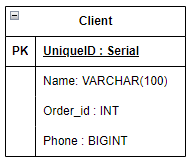 Client
PK UniqueID : Serial
Name: VARCHAR(100)
Order_id : INT
Phone : BIGINT